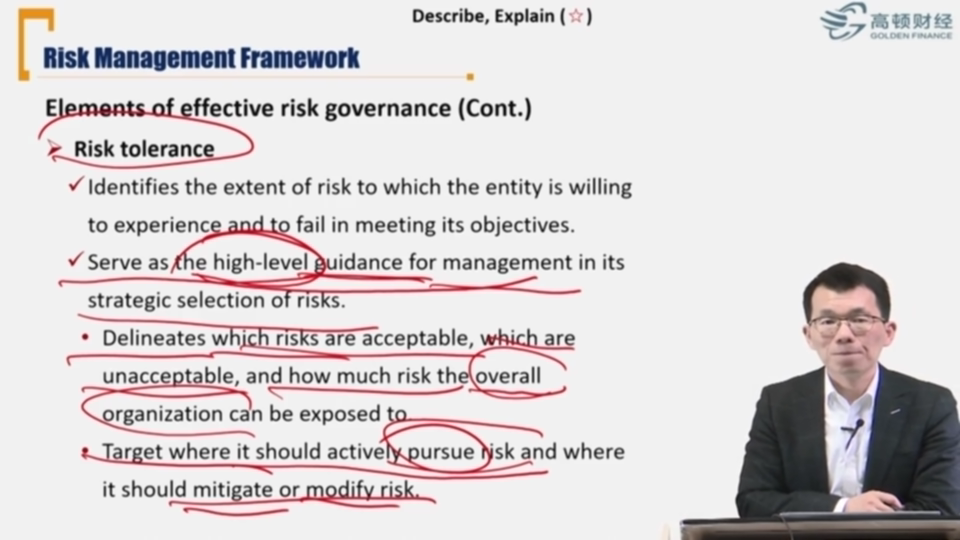 Describe, Explain (☆)
高顿财经
GOLDEN FINANCE
Risk Management Framework
Elements of effective risk governance (Cont.)
➢ Risk tolerance
✓Identifies the extent of risk to which the entity is willing
to experience and to fail in meeting its objectives.
✓Serve as the high-level guidance for management in its
strategic selection of risks.
• Delineates which risks are acceptable, which are
unacceptable, and how much risk the overall
organization can be exposed to.
• Target where it should actively pursue risk and where
it should mitigate or modify risk.